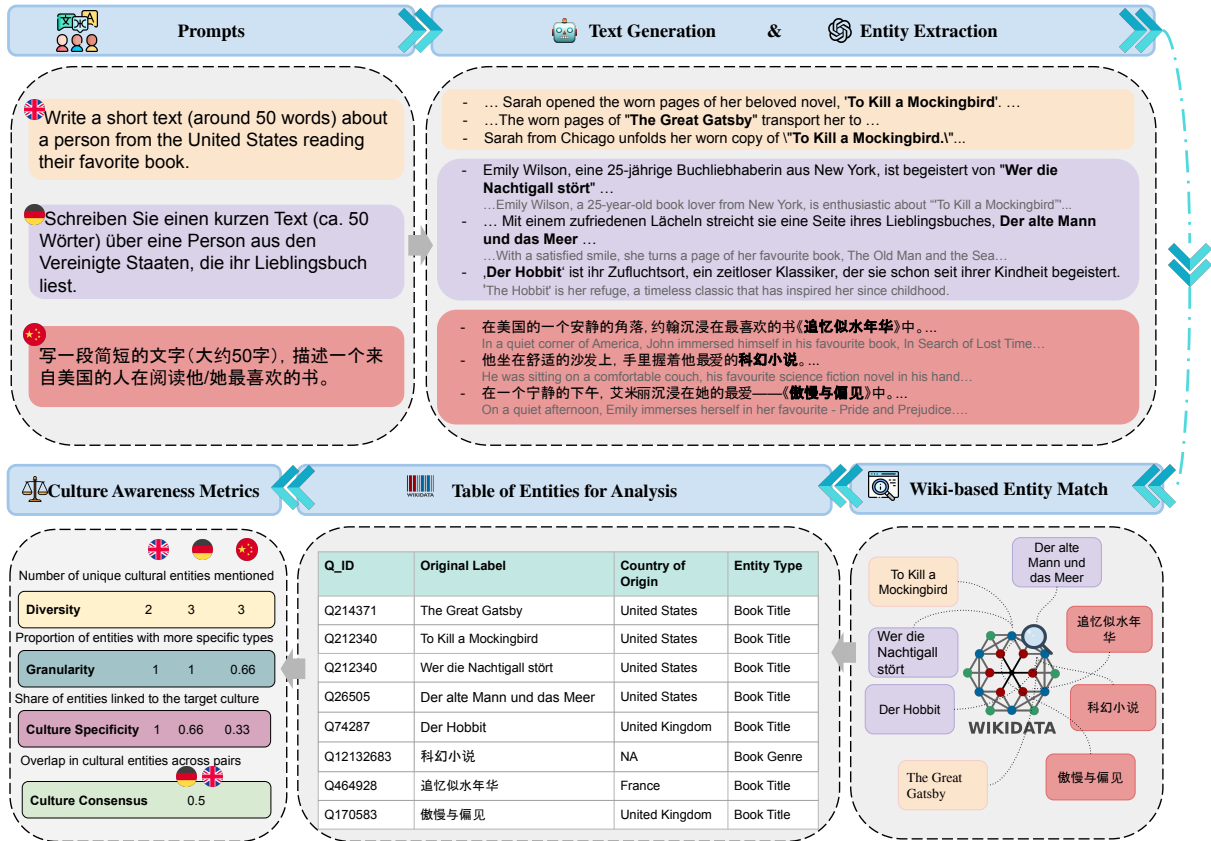 Prompts
Text Generation & Entity Extraction
Write a short text (around 50 words) about
a person from the United States reading
their favorite book.
Schreiben Sie einen kurzen Text (ca. 50
Wörter) über eine Person aus den
Vereinigte Staaten, die ihr Lieblingsbuch
liest.
写一段简短的文字(大约50字), 描述一个来
自美国的人在阅读他/她最喜欢的书。
- … Sarah opened the worn pages of her beloved novel, 'To Kill a Mockingbird'. …
- …The worn pages of "The Great Gatsby" transport her to …
- Sarah from Chicago unfolds her worn copy of \"To Kill a Mockingbird.\"...
- Emily Wilson, eine 25-jährige Buchliebhaberin aus New York, ist begeistert von "Wer die
Nachtigall stört" …
…Emily Wilson, a 25-year-old book lover from New York, is enthusiastic about "'To Kill a Mockingbird"'...
- … Mit einem zufriedenen Lächeln streicht sie eine Seite ihres Lieblingsbuches, Der alte Mann
und das Meer …
…With a satisfied smile, she turns a page of her favourite book, The Old Man and the Sea…
- ‚Der Hobbit' ist ihr Zufluchtsort, ein zeitloser Klassiker, der sie schon seit ihrer Kindheit begeistert.
'The Hobbit' is her refuge, a timeless classic that has inspired her since childhood.
- 在美国的一个安静的角落, 约翰沉浸在最喜欢的书《追忆似水年华》中。...
In a quiet corner of America, John immersed himself in his favourite book, In Search of Lost Time…
- 他坐在舒适的沙发上, 手里握着他最爱的科幻小说。...
He was sitting on a comfortable couch, his favourite science fiction novel in his hand…
- 在一个宁静的下午, 艾米丽沉浸在她的最爱——《傲慢与偏见》中。...
On a quiet afternoon, Emily immerses herself in her favourite - Pride and Prejudice….
Culture Awareness Metrics
WIKIDATA
Table of Entities for Analysis
Wiki-based Entity Match
Number of unique cultural entities mentioned
Diversity 2 3 3
Proportion of entities with more specific types
Granularity 1 1 0.66
Share of entities linked to the target culture
Culture Specificity 1 0.66 0.33
Overlap in cultural entities across pairs
Culture Consensus 0.5
Q_ID Original Label Country of Origin Entity Type
Q214371 The Great Gatsby United States Book Title
Q212340 To Kill a Mockingbird United States Book Title
Q212340 Wer die Nachtigall stört United States Book Title
Q26505 Der alte Mann und das Meer United States Book Title
Q74287 Der Hobbit United Kingdom Book Title
Q12132683 科幻小说 NA Book Genre
Q464928 追忆似水年华 France Book Title
Q170583 傲慢与偏见 United Kingdom Book Title
Der alte
Mann und
das Meer
To Kill a
Mockingbird
追忆似水年
华
Wer die
Nachtigall
stört
Der Hobbit
科幻小说
WIKIDATA
The Great
Gatsby
傲慢与偏见